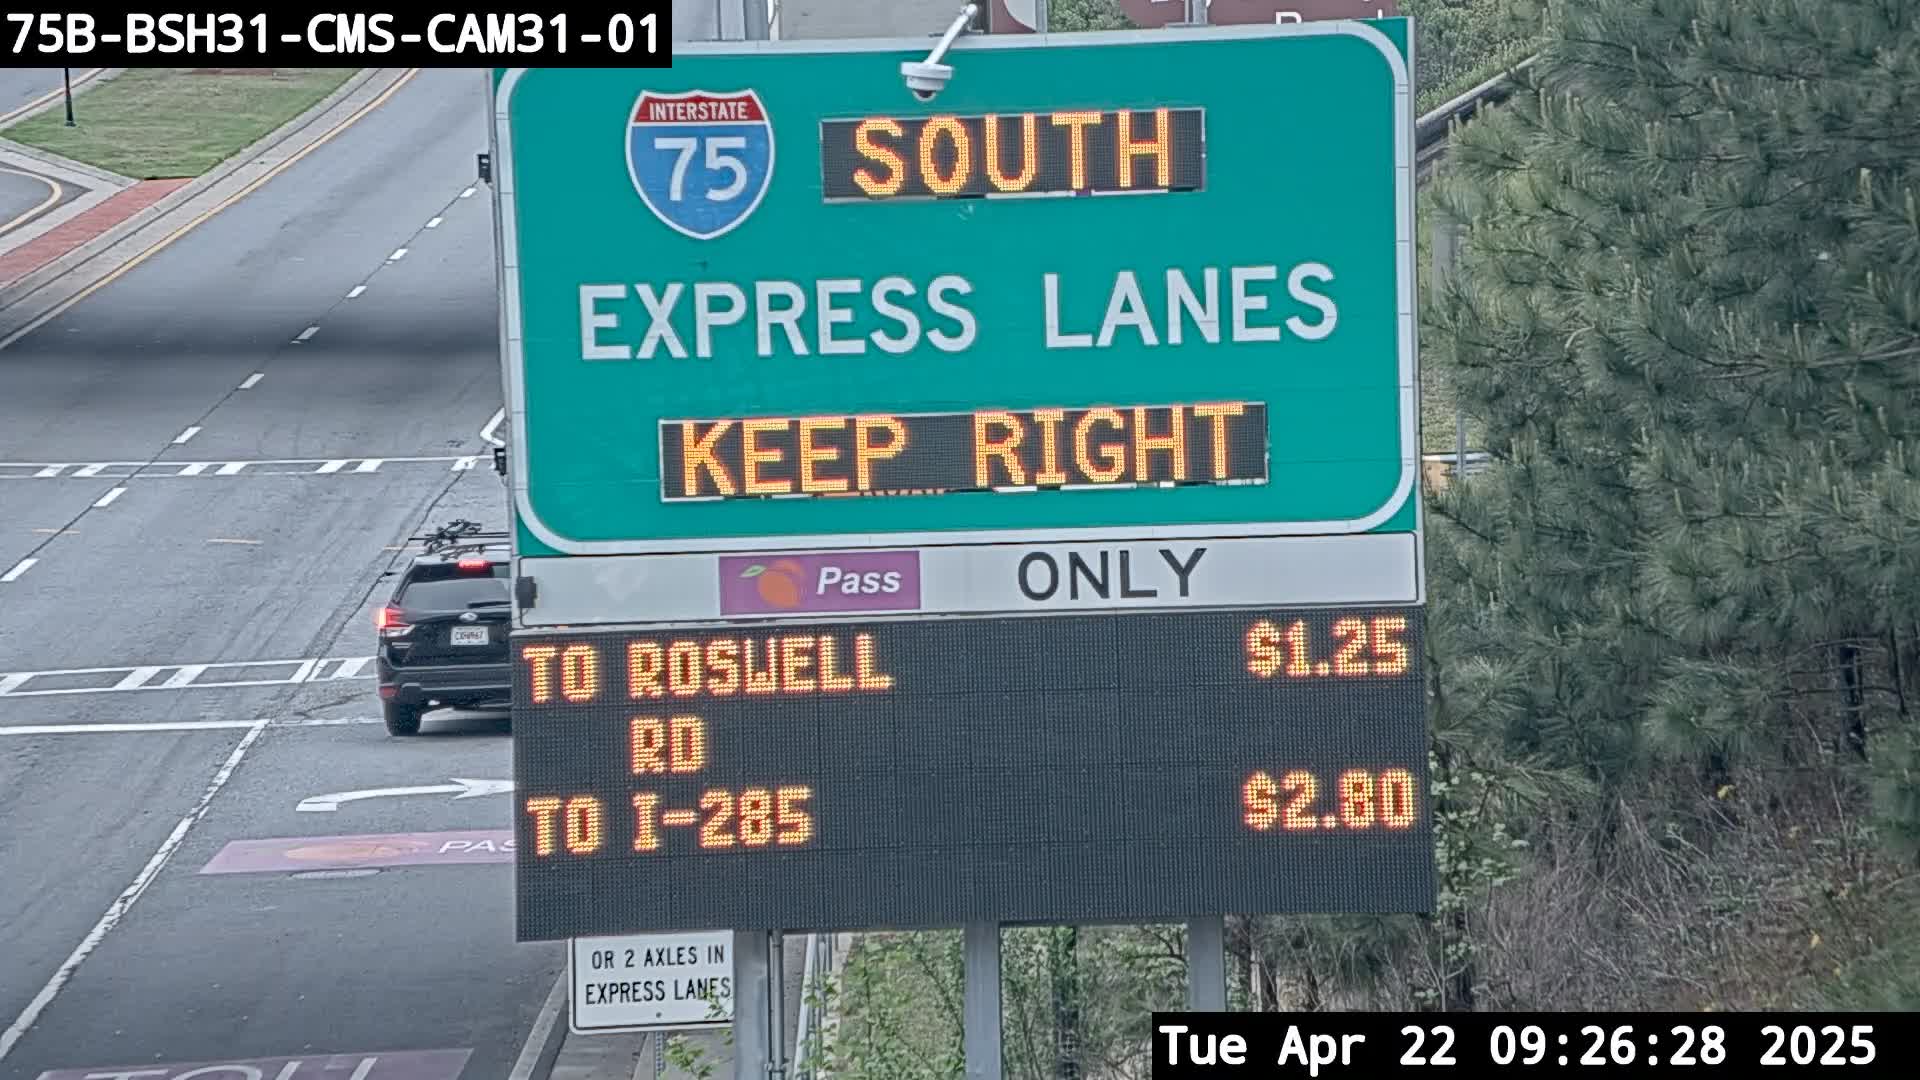 75B-BSH31-CMS-CAM31-01
INTERSTATE
75
SOUTH
EXPRESS LANES
KEEP RIGHT
Pass ONLY
TO ROSWELL $1.25
RD
TO I-285 $2.80
OR 2 AXLES IN
EXPRESS LANES
TOLL
Tue Apr 22 09:26:28 2025